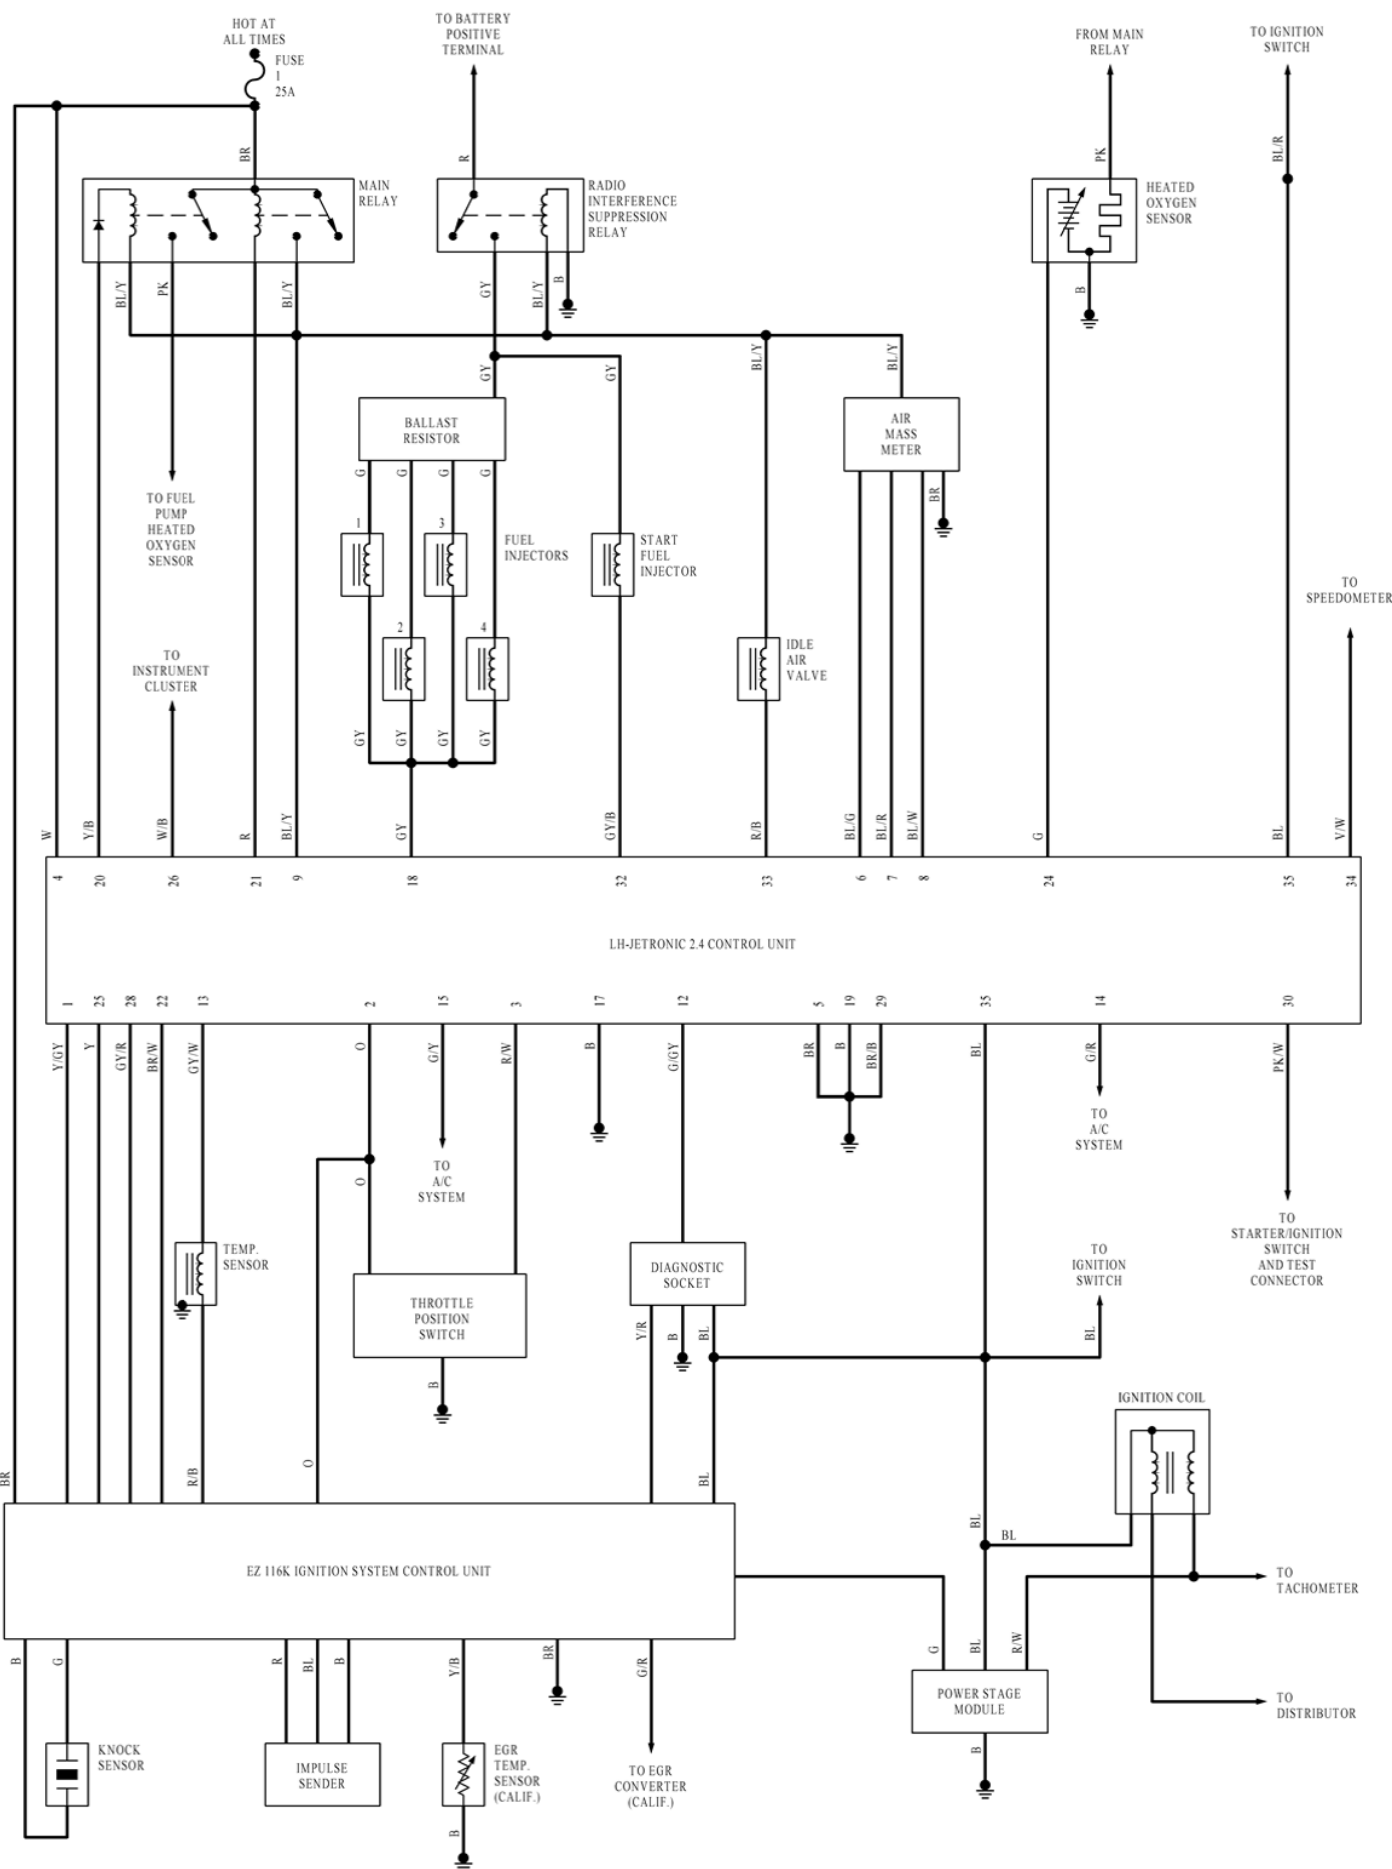 HOT AT
ALL TIMES
FUSE
1
25A
TO BATTERY
POSITIVE
TERMINAL
FROM MAIN
RELAY
TO IGNITION
SWITCH
BR
R
PK
BL/R
MAIN
RELAY
RADIO
INTERFERENCE
SUPPRESSION
RELAY
HEATED
OXYGEN
SENSOR
BL/Y
PK
BL/Y
GY
BL/Y
B
B
GY
GY
BL/Y
BL/Y
BALLAST
RESISTOR
AIR
MASS
METER
G
G
G
G
BR
TO FUEL
PUMP
HEATED
OXYGEN
SENSOR
1
3
FUEL
INJECTORS
START
FUEL
INJECTOR
TO
SPEEDOMETER
2
4
IDLE
AIR
VALVE
TO
INSTRUMENT
CLUSTER
GY
GY
GY
GY
W
Y/B
W/B
R
BL/Y
GY
GY/B
R/B
BL/G
BL/R
BL/W
G
BL
V/W
4
20
26
21
9
18
32
33
6
7
8
24
35
34
LH-JETRONIC 2.4 CONTROL UNIT
1
25
28
22
13
2
15
3
17
12
5
19
29
35
14
30
Y/GY
Y
GY/R
BR/W
GY/W
O
G/Y
R/W
B
G/GY
BR
B
BR/B
BL
G/R
PK/W
TO
A/C
SYSTEM
O
TO
A/C
SYSTEM
TO
STARTER/IGNITION
SWITCH
AND TEST
CONNECTOR
TEMP.
SENSOR
DIAGNOSTIC
SOCKET
TO
IGNITION
SWITCH
THROTTLE
POSITION
SWITCH
Y/R
B
BL
BL
B
IGNITION COIL
BR
R/B
O
BL
BL
BL
EZ 116K IGNITION SYSTEM CONTROL UNIT
TO
TACHOMETER
B
G
R
BL
B
Y/B
BR
G/R
G
BL
R/W
POWER STAGE
MODULE
TO
DISTRIBUTOR
KNOCK
SENSOR
IMPULSE
SENDER
EGR
TEMP.
SENSOR
(CALIF.)
TO EGR
CONVERTER
(CALIF.)
B
B